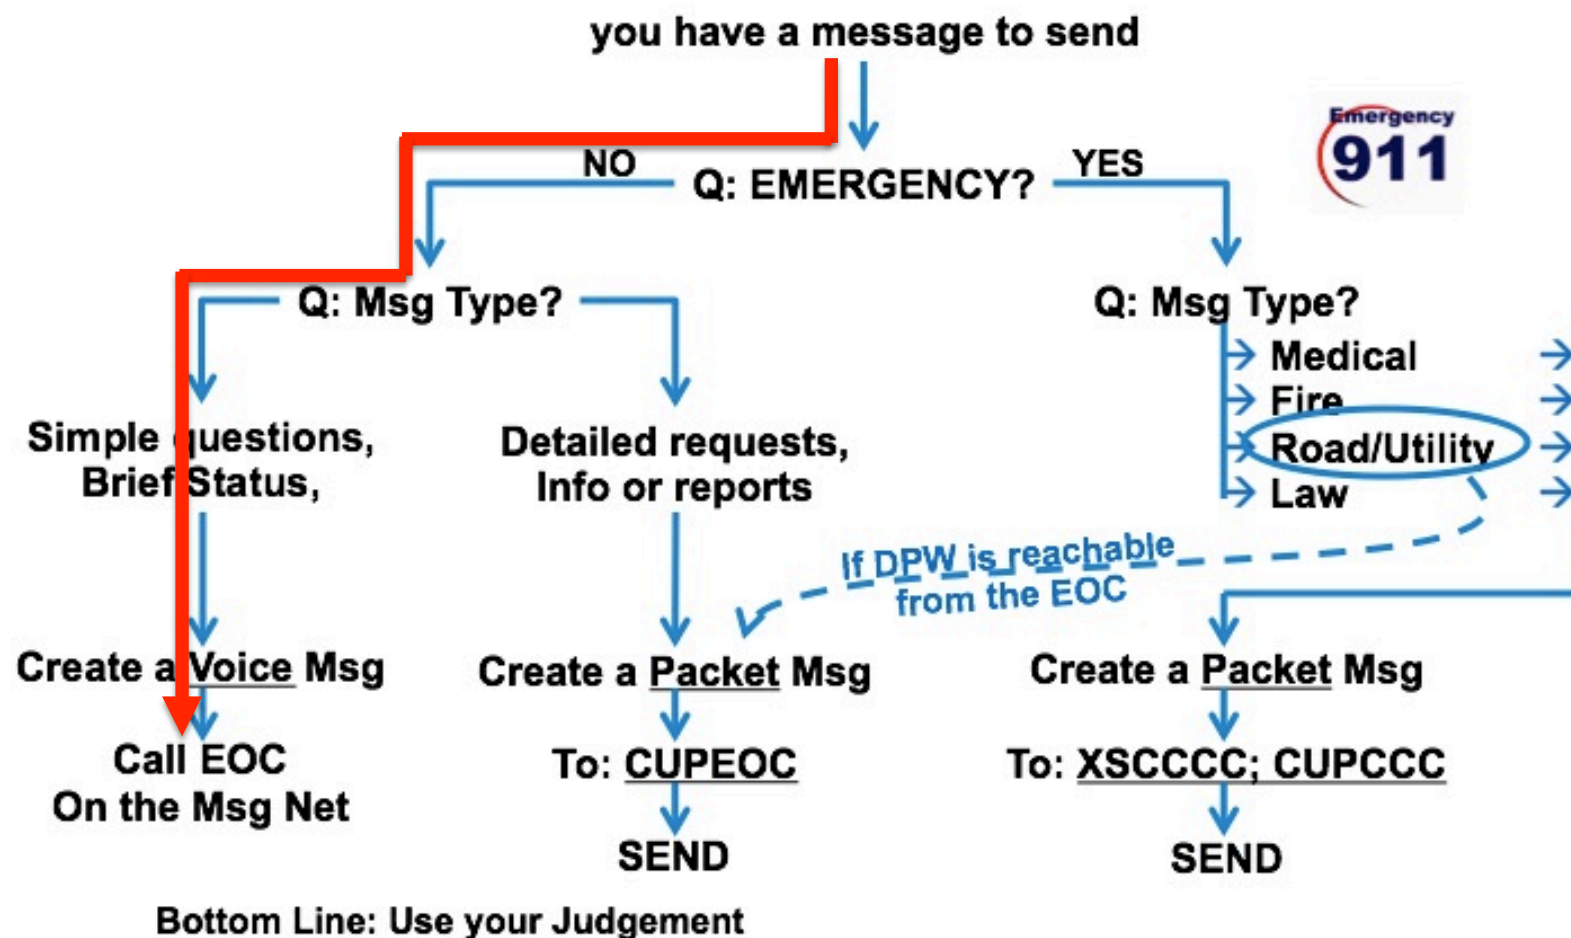 you have a message to send
Emergency
911
NO
Q: EMERGENCY?
YES
Q: Msg Type?
Q: Msg Type?
Medical
Fire
Road/Utility
Law
Simple questions,
Brief Status,
Detailed requests,
Info or reports
If DPW is reachable
from the EOC
Create a Voice Msg
Create a Packet Msg
Create a Packet Msg
Call EOC
On the Msg Net
To: CUPEOC
To: XSCCCC; CUPCCC
SEND
SEND
Bottom Line: Use your Judgement